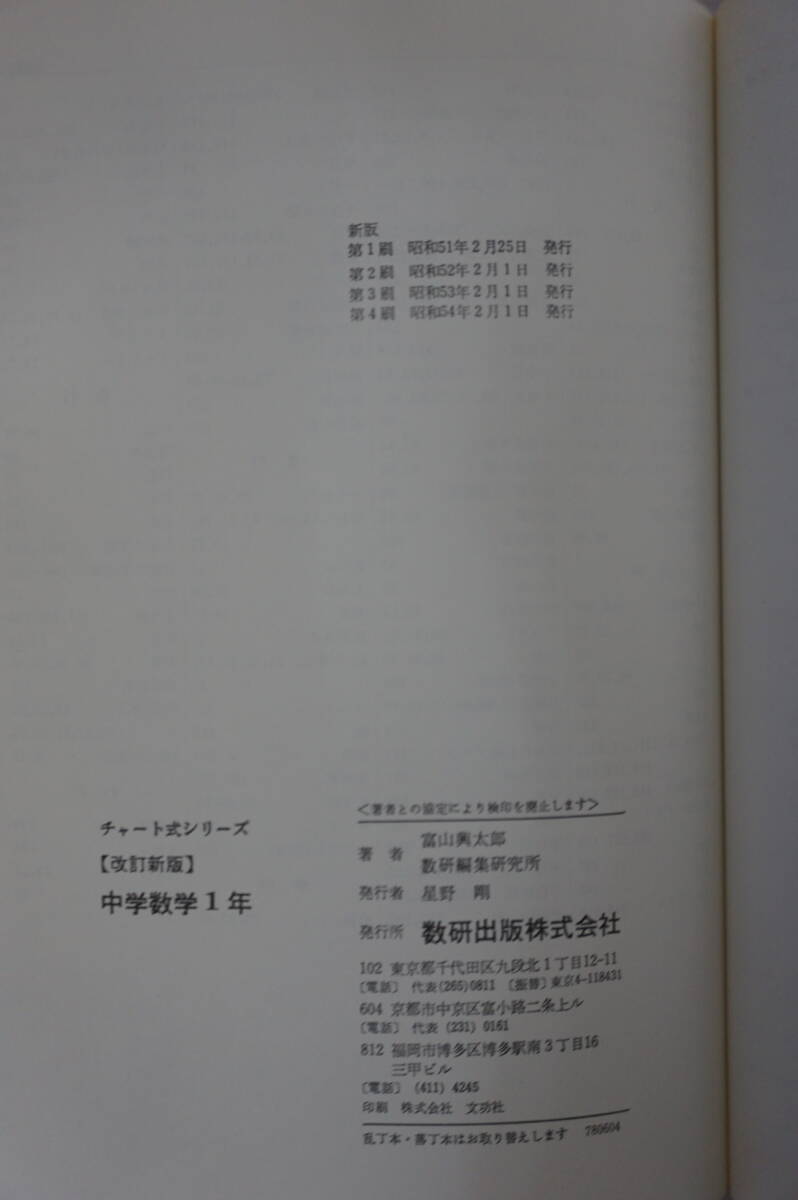 新版
第1刷 昭和51年2月25日 発行
第2刷 昭和52年2月1日 発行
第3刷 昭和53年2月1日 発行
第4刷 昭和54年2月1日 発行
チャート式シリーズ
【改訂新版】
中学数学1年
<著者との協定により検印を廃止します>
著者 富山興太郎
数研編集研究所
発行者 星野 剛
発行所 数研出版株式会社
102 東京都千代田区九段北1丁目12-11
〔電話〕 代表(265)0811 〔振替〕東京4-118431
604 京都市中京区富小路二条上ル
〔電話〕 代表 (231) 0161
812 福岡市博多区博多駅南3丁目16
三甲ビル
〔電話〕 (411) 4245
印刷 株式会社 文功社
乱丁本・落丁本はお取り替えします 780604